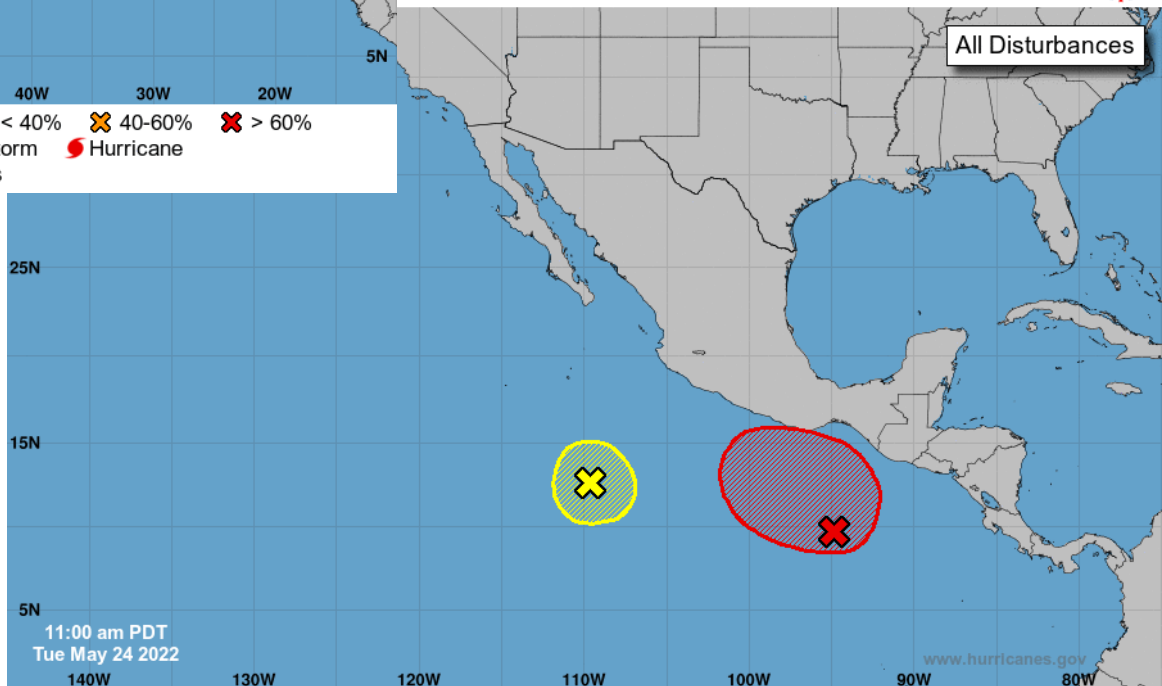 All Disturbances
5N
40W 30W 20W
< 40% 40-60% > 60%
orm Hurricane
s
25N
15N
5N
11:00 am PDT
Tue May 24 2022
www.hurricanes.gov
140W 130W 120W 110W 100W 90W 80W